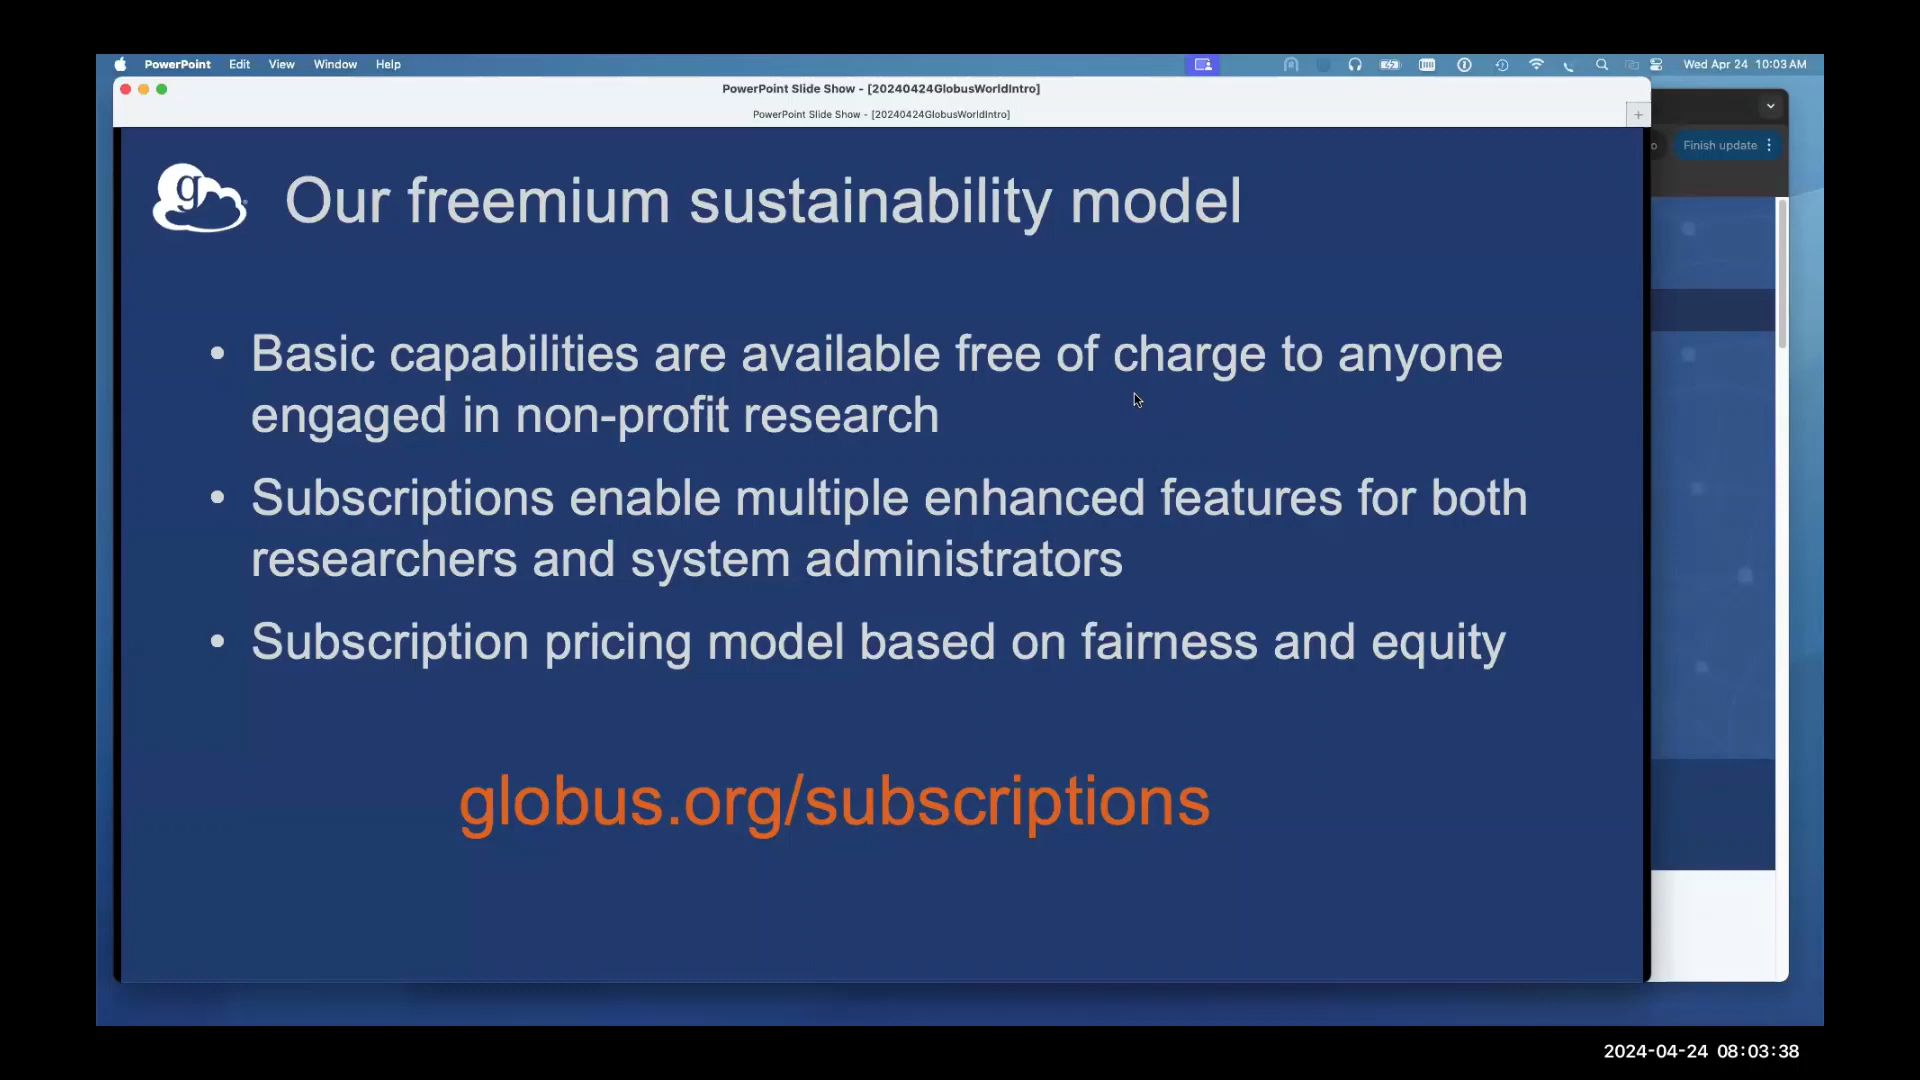 PowerPoint Edit View Window Help Wed Apr 24 10:03 AM
PowerPoint Slide Show - [20240424GlobusWorldIntro]
PowerPoint Slide Show - [20240424GlobusWorldIntro]
Finish update
g Our freemium sustainability model
• Basic capabilities are available free of charge to anyone
engaged in non-profit research
• Subscriptions enable multiple enhanced features for both
researchers and system administrators
• Subscription pricing model based on fairness and equity
globus.org/subscriptions
2024-04-24 08:03:38